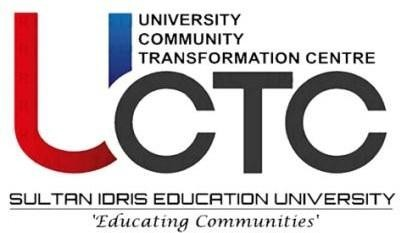 UNIVERSITY
COMMUNITY
TRANSFORMATION CENTRE
UCTC
SULTAN IDRIS EDUCATION UNIVERSITY
'Educating Communities'